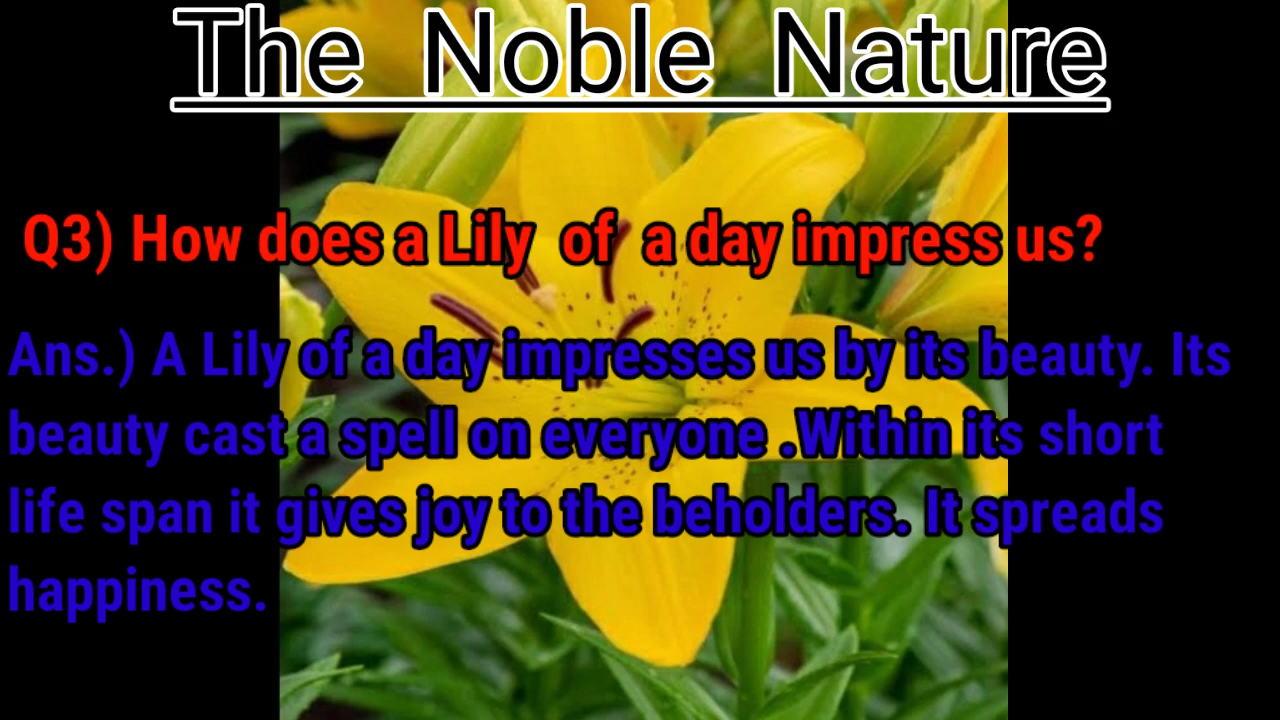 The Noble Nature
Q3) How does a Lily of a day impress us?
Ans.) A Lily of a day impresses us by its beauty. Its
beauty cast a spell on everyone .Within its short
life span it gives joy to the beholders. It spreads
happiness.